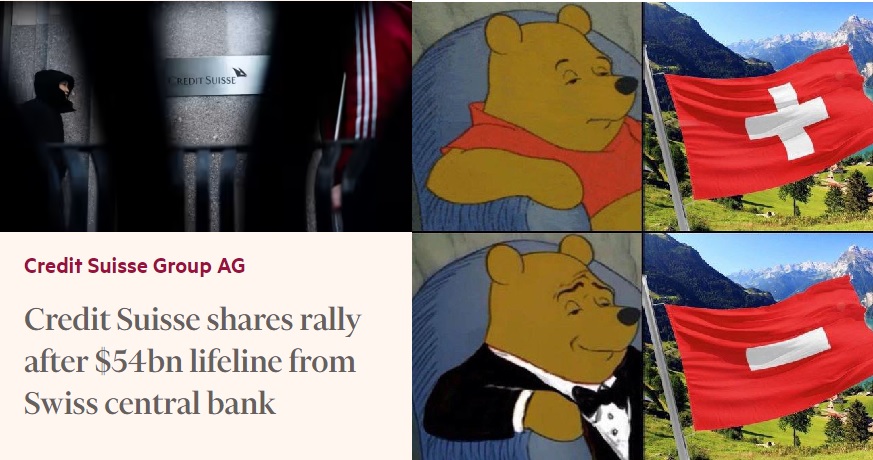 CREDIT SUISSE
Credit Suisse Group AG
Credit Suisse shares rally
after $54bn lifeline from
Swiss central bank